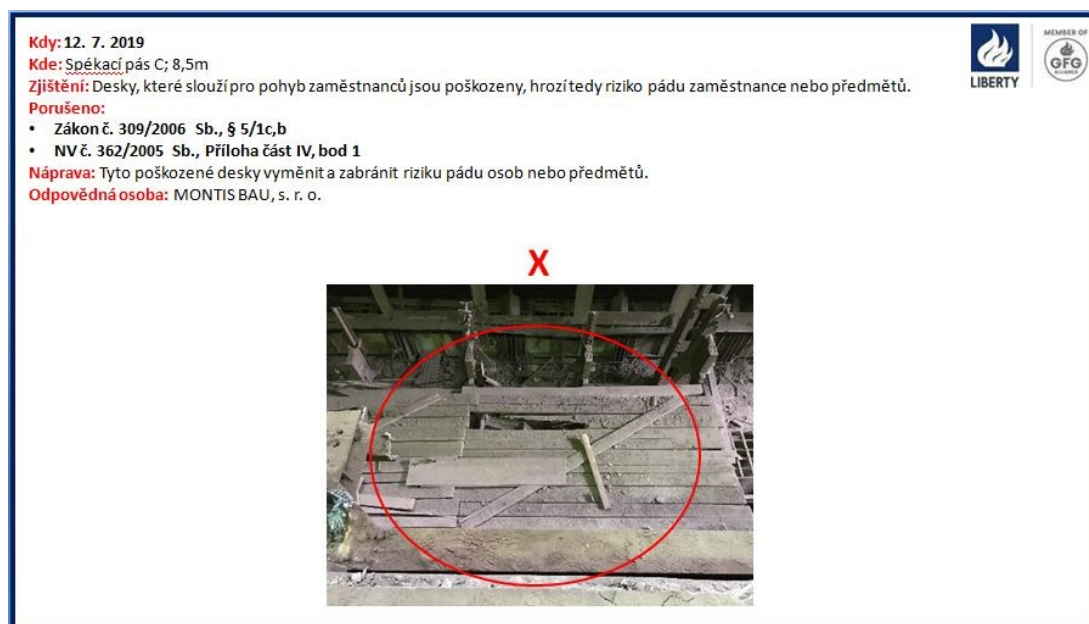 Kdy: 12. 7. 2019
Kde: Spékací pás C; 8,5m
Zjištění: Desky, které slouží pro pohyb zaměstnanců jsou poškozeny, hrozí tedy riziko pádu zaměstnance nebo předmětů.
Porušeno:
• Zákon č. 309/2006 Sb., § 5/1c,b
• NV č. 362/2005 Sb., Příloha část IV, bod 1
Náprava: Tyto poškozené desky vyměnit a zabránit riziku pádu osob nebo předmětů.
Odpovědná osoba: MONTIS BAU, s. r. o.
LIBERTY
MEMBER OF
GFG
ALLIANCE
X